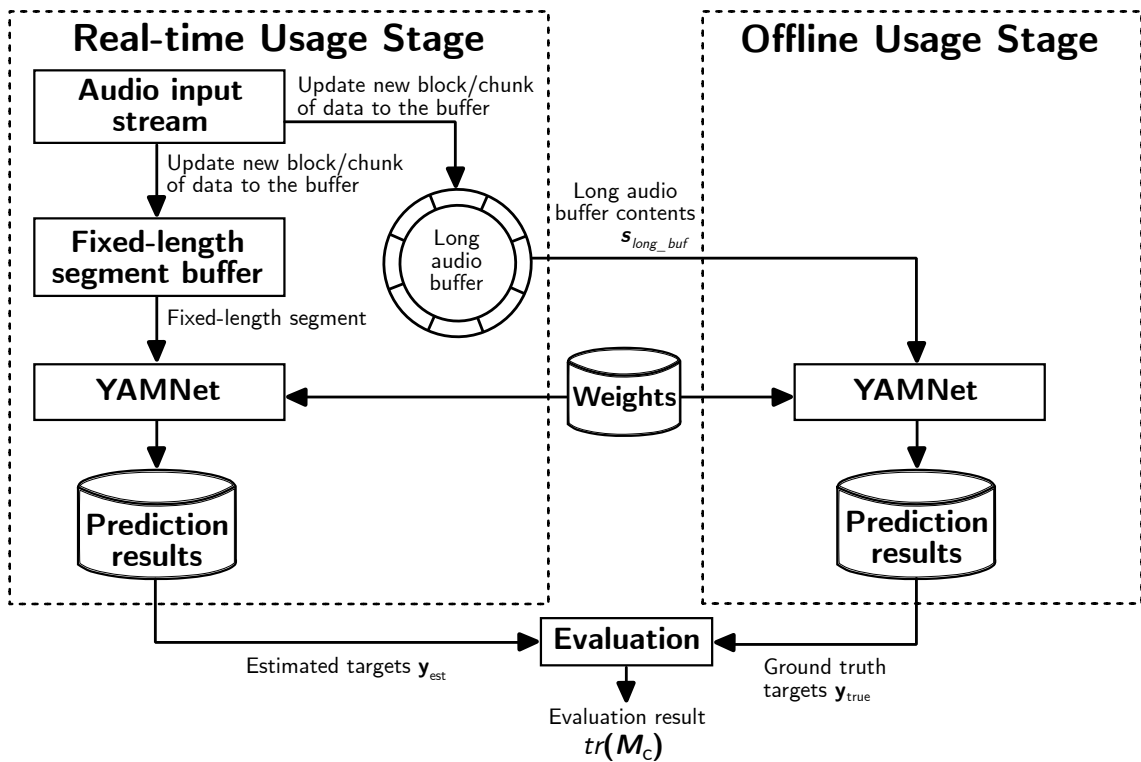 Real-time Usage Stage
Audio input
stream
Update new block/chunk
of data to the buffer
Update new block/chunk
of data to the buffer
Fixed-length
segment buffer
Long
audio
buffer
Fixed-length segment
YAMNet
Prediction
results
Long audio
buffer contents
s_long_buf
Weights
Offline Usage Stage
YAMNet
Prediction
results
Evaluation
Estimated targets y_est
Ground truth
targets y_true
Evaluation result
tr(M_c)